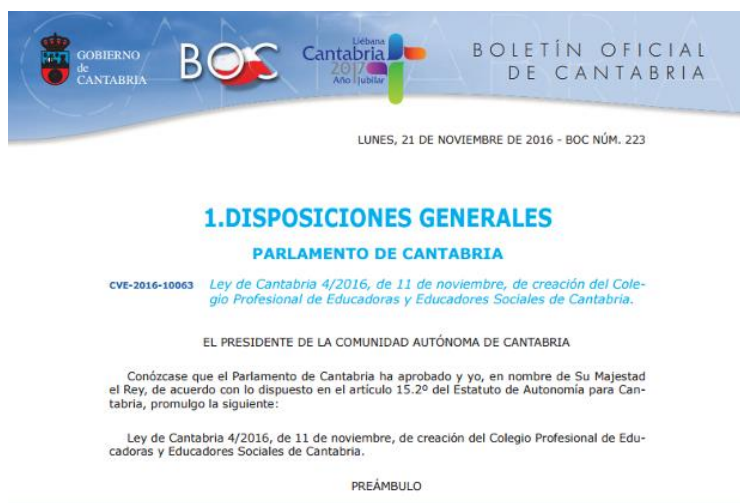 GOBIERNO
de
CANTABRIA
BOC
Liébana
Cantabria
2017
Año Jubilar
BOLETÍN OFICIAL
DE CANTABRIA
LUNES, 21 DE NOVIEMBRE DE 2016 - BOC NÚM. 223
1.DISPOSICIONES GENERALES
PARLAMENTO DE CANTABRIA
CVE-2016-10063 Ley de Cantabria 4/2016, de 11 de noviembre, de creación del Cole-
gio Profesional de Educadoras y Educadores Sociales de Cantabria.
EL PRESIDENTE DE LA COMUNIDAD AUTÓNOMA DE CANTABRIA
Conózcase que el Parlamento de Cantabria ha aprobado y yo, en nombre de Su Majestad
el Rey, de acuerdo con lo dispuesto en el artículo 15.2º del Estatuto de Autonomía para Can-
tabria, promulgo la siguiente:
Ley de Cantabria 4/2016, de 11 de noviembre, de creación del Colegio Profesional de Edu-
cadoras y Educadores Sociales de Cantabria.
PREÁMBULO